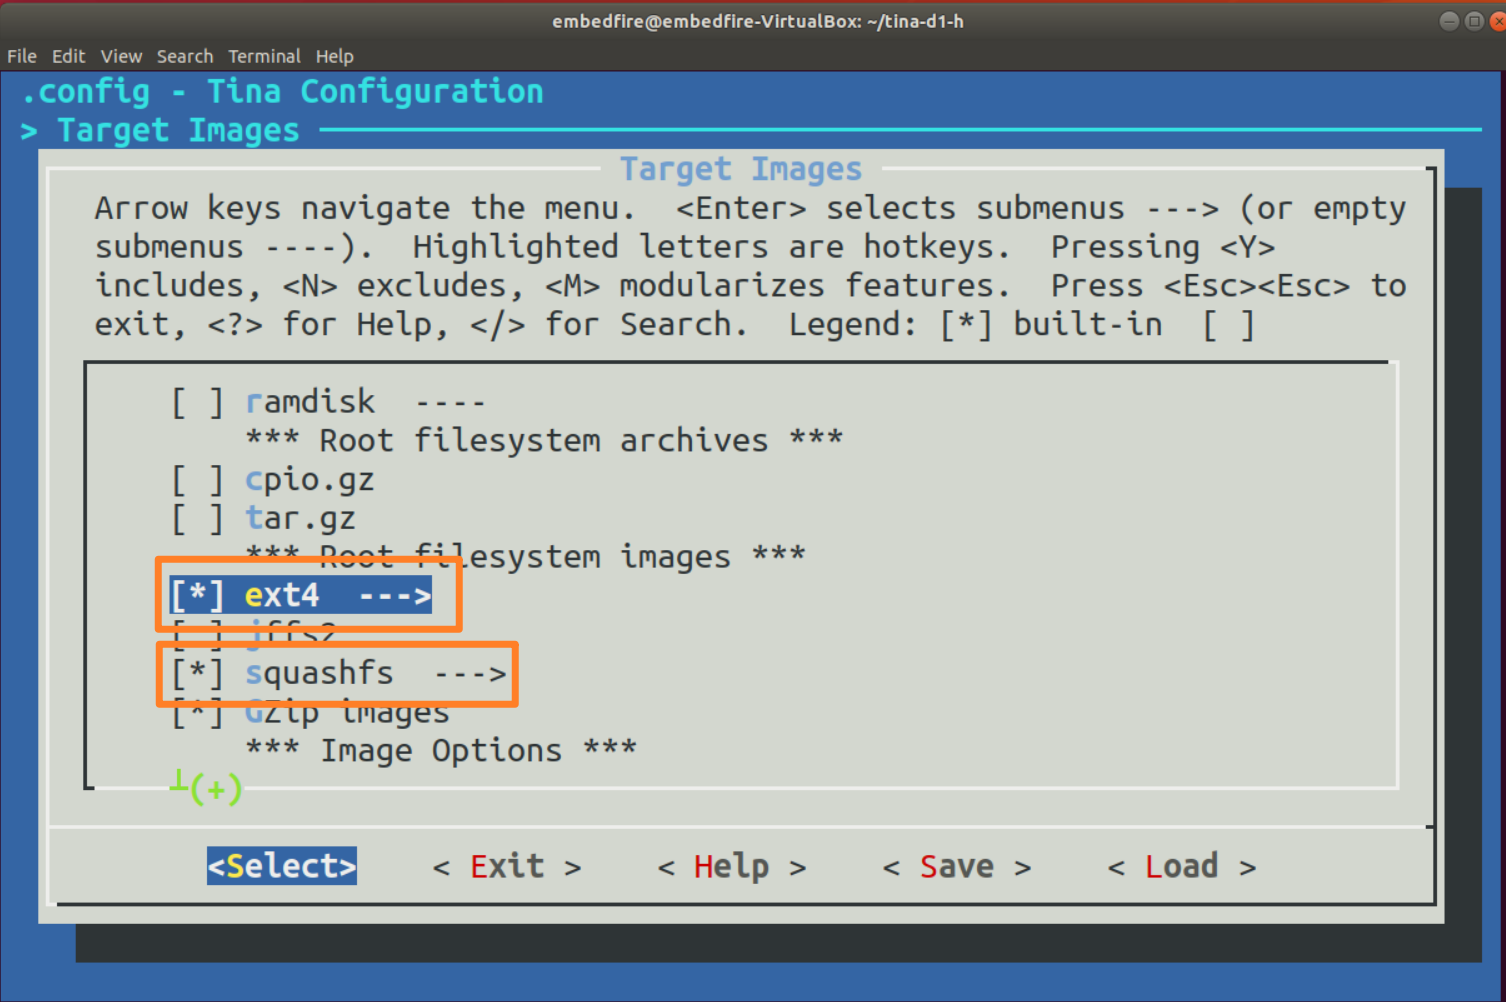 embedfire@embedfire-VirtualBox: ~/tina-d1-h
File Edit View Search Terminal Help
.config - Tina Configuration
> Target Images
Target Images
Arrow keys navigate the menu.  <Enter> selects submenus ---> (or empty
submenus ----).  Highlighted letters are hotkeys.  Pressing <Y>
includes, <N> excludes, <M> modularizes features.  Press <Esc><Esc> to
exit, <?> for Help, </> for Search.  Legend: [*] built-in  [ ]
[ ] ramdisk  ----
*** Root filesystem archives ***
[ ] cpio.gz
[ ] tar.gz
*** Root filesystem images ***
[*] ext4  --->
[ ] jffs2
[*] squashfs  --->
[*] GZip images
*** Image Options ***
┴(+)
<Select>    < Exit >    < Help >    < Save >    < Load >